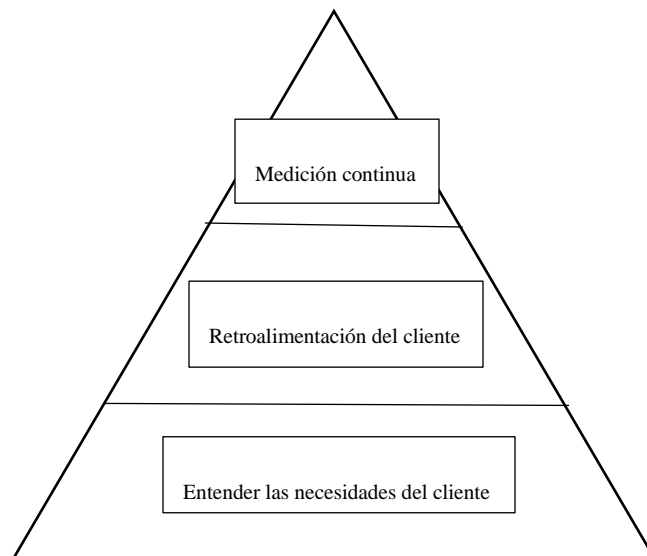 Medición continua
Retroalimentación del cliente
Entender las necesidades del cliente